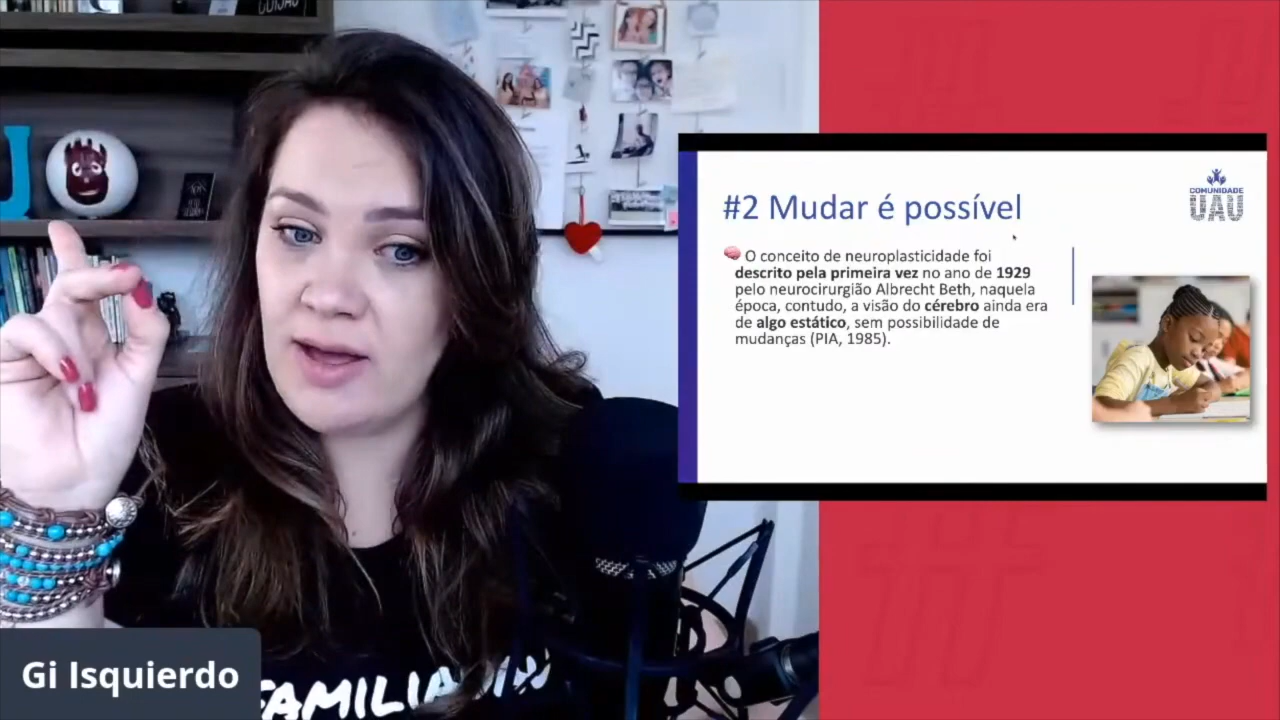 #2 Mudar é possível
COMUNIDADE
UAU
O conceito de neuroplasticidade foi
descrito pela primeira vez no ano de 1929
pelo neurocirurgião Albrecht Beth, naquela
época, contudo, a visão do cérebro ainda era
de algo estático, sem possibilidade de
mudanças (PIA, 1985).
Gi Isquierdo
FAMILIA